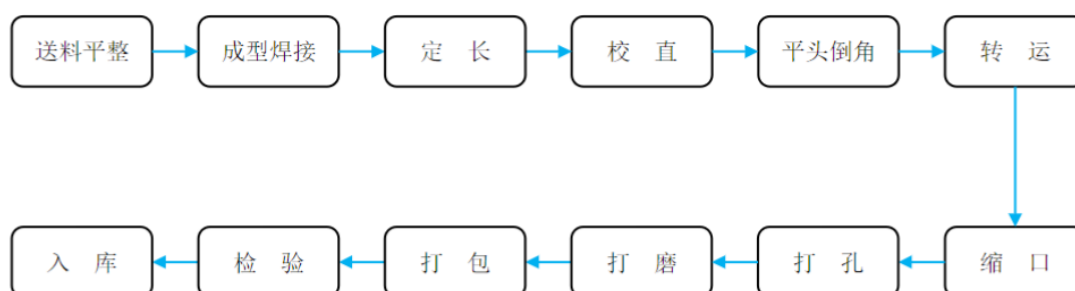 送料平整 成型焊接 定 长 校 直 平头倒角 转 运
入 库 检 验 打 包 打 磨 打 孔 缩 口